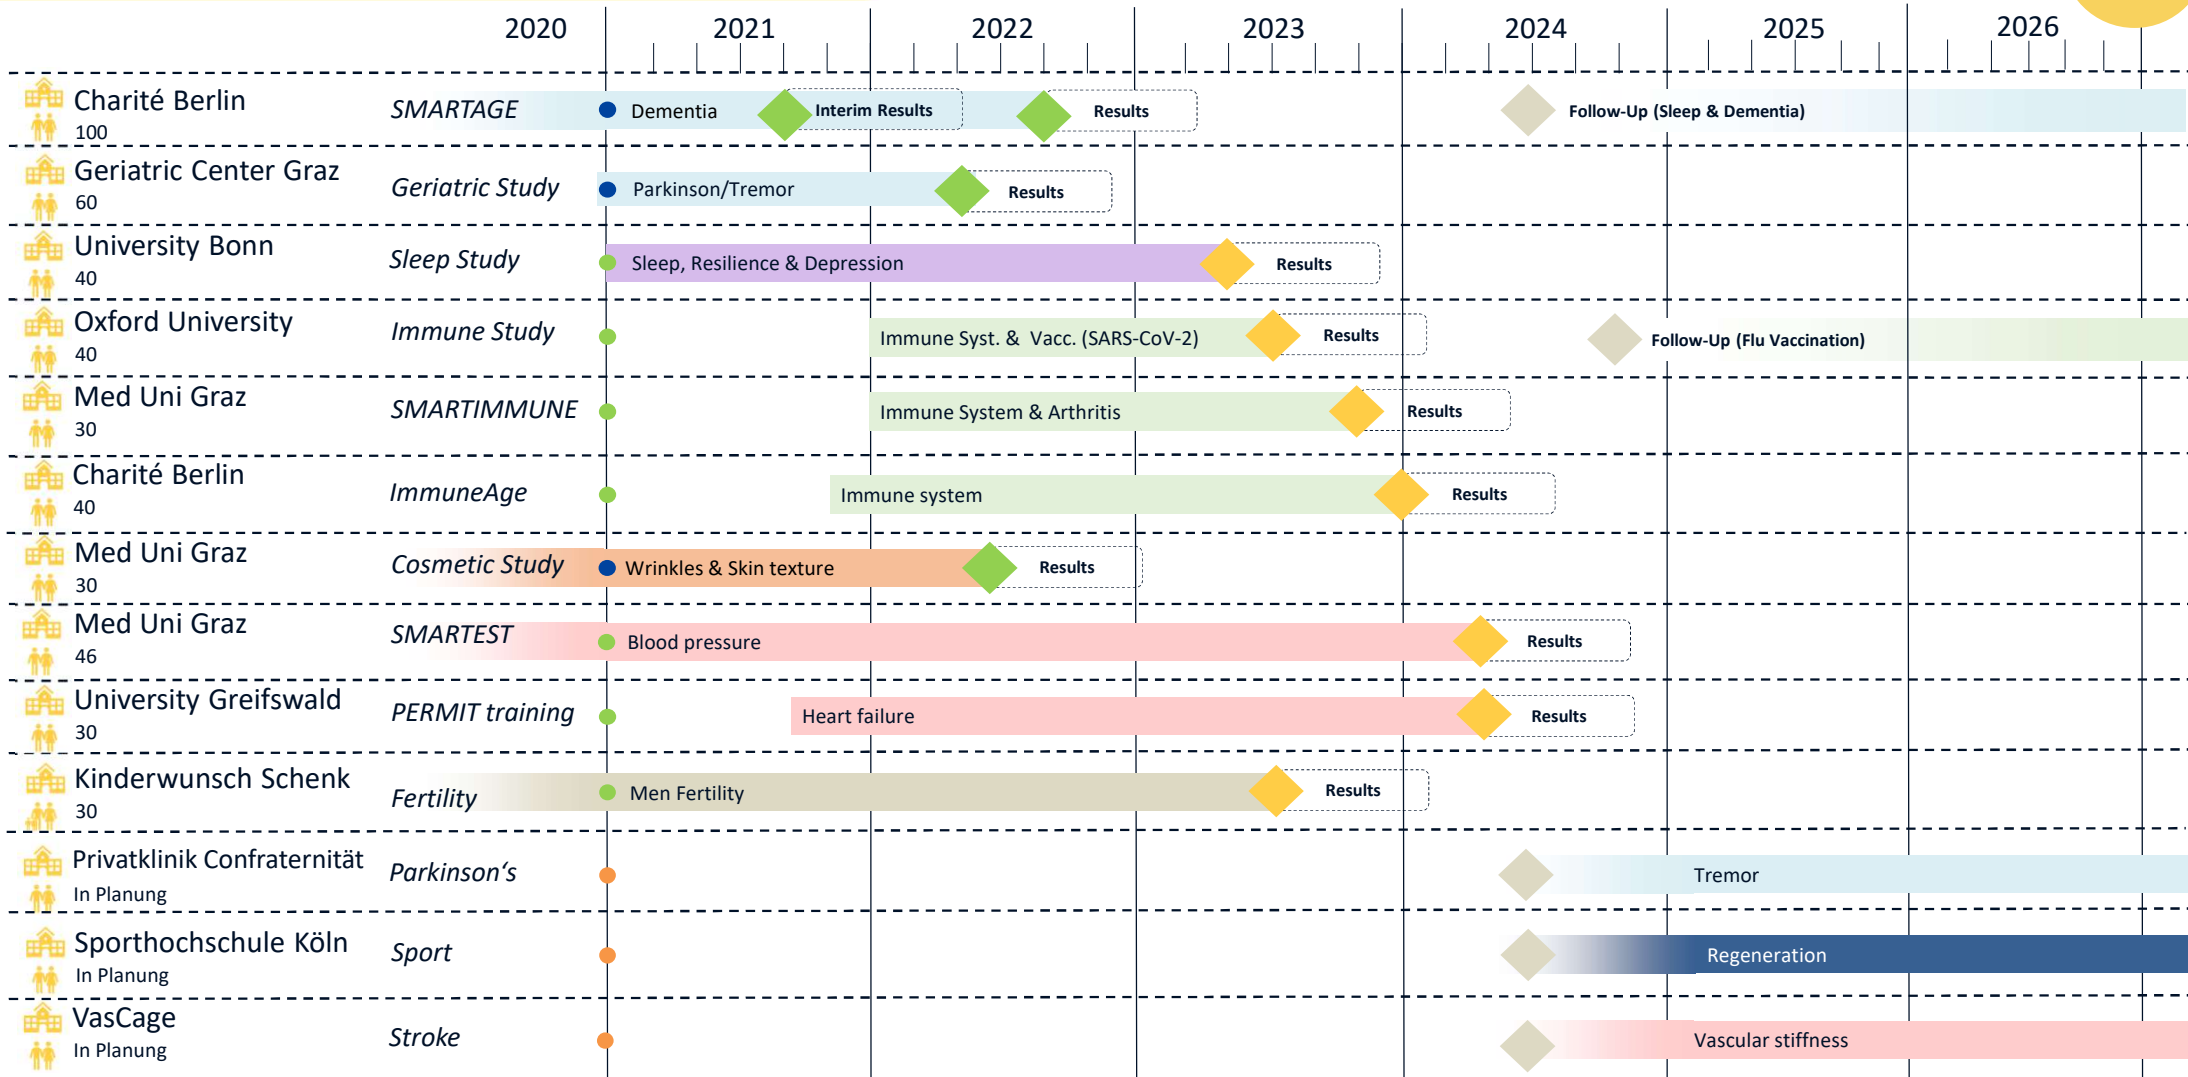 2020 2021 2022 2023 2024 2025 2026
Charité Berlin
100
SMARTAGE
Dementia
Interim Results
Results
Follow-Up (Sleep & Dementia)
Geriatric Center Graz
60
Geriatric Study
Parkinson/Tremor
Results
University Bonn
40
Sleep Study
Sleep, Resilience & Depression
Results
Oxford University
40
Immune Study
Immune Syst. & Vacc. (SARS-CoV-2)
Results
Follow-Up (Flu Vaccination)
Med Uni Graz
30
SMARTIMMUNE
Immune System & Arthritis
Results
Charité Berlin
40
ImmuneAge
Immune system
Results
Med Uni Graz
30
Cosmetic Study
Wrinkles & Skin texture
Results
Med Uni Graz
46
SMARTEST
Blood pressure
Results
University Greifswald
30
PERMIT training
Heart failure
Results
Kinderwunsch Schenk
30
Fertility
Men Fertility
Results
Privatklinik Confraternität
In Planung
Parkinson‘s
Tremor
Sporthochschule Köln
In Planung
Sport
Regeneration
VasCage
In Planung
Stroke
Vascular stiffness